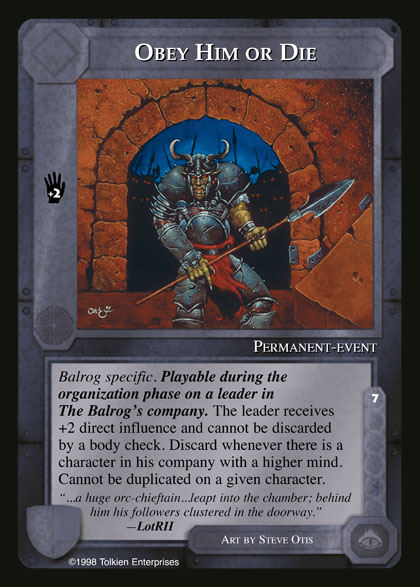 OBEY HIM OR DIE
+2
PERMANENT-EVENT
Balrog specific. Playable during the
organization phase on a leader in
The Balrog's company. The leader receives
+2 direct influence and cannot be discarded
by a body check. Discard whenever there is a
character in his company with a higher mind.
Cannot be duplicated on a given character.
7
“...a huge orc-chieftain...leapt into the chamber; behind
him his followers clustered in the doorway.”
—LotRII
ART BY STEVE OTIS
©1998 Tolkien Enterprises